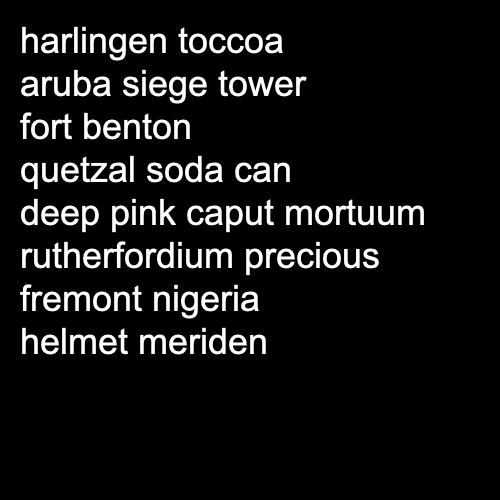 harlingen toccoa
aruba siege tower
fort benton
quetzal soda can
deep pink caput mortuum
rutherfordium precious
fremont nigeria
helmet meriden